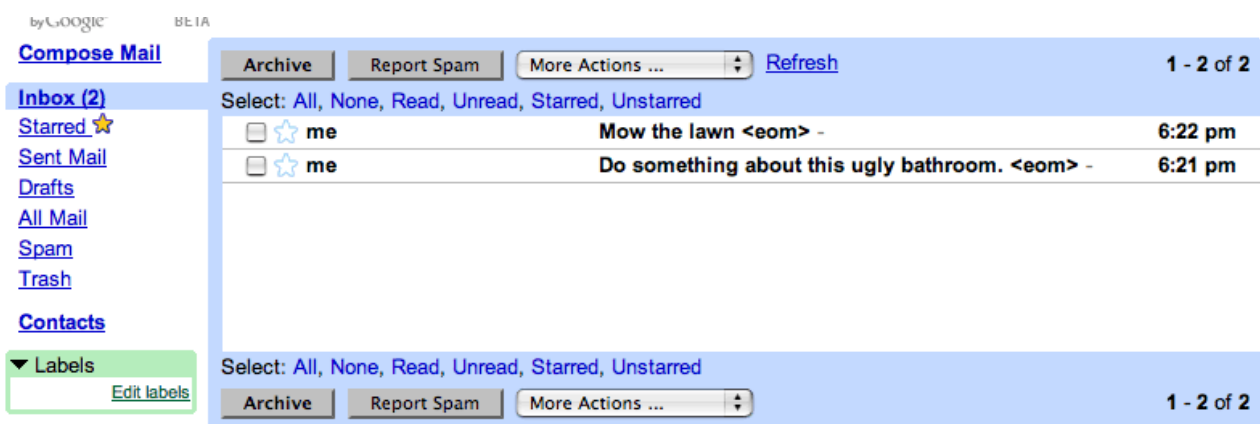 by Google BETA
Compose Mail
Archive Report Spam More Actions ... Refresh 1 - 2 of 2
Inbox (2)
Select: All, None, Read, Unread, Starred, Unstarred
Starred
me Mow the lawn <eom> - 6:22 pm
Sent Mail
me Do something about this ugly bathroom. <eom> - 6:21 pm
Drafts
All Mail
Spam
Trash
Contacts
Labels
Select: All, None, Read, Unread, Starred, Unstarred
Edit labels
Archive Report Spam More Actions ... 1 - 2 of 2